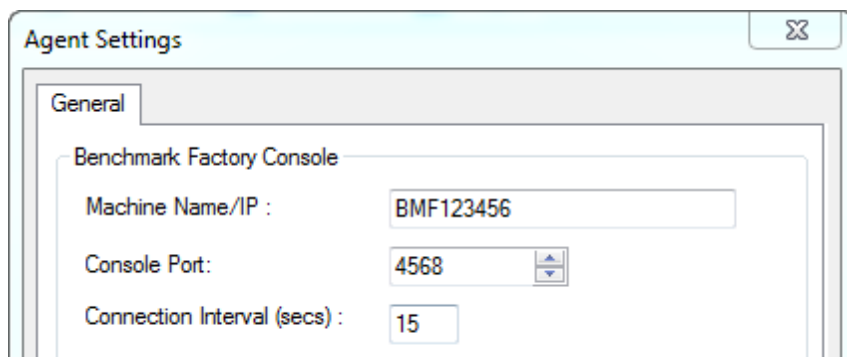 Agent Settings
General
Benchmark Factory Console
Machine Name/IP : BMF123456
Console Port: 4568
Connection Interval (secs) : 15